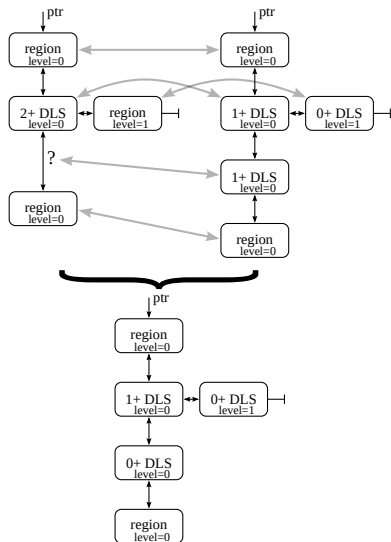 ptr
ptr
region
level=0
region
level=0
2+ DLS
level=0
region
level=1
1+ DLS
level=0
0+ DLS
level=1
?
1+ DLS
level=0
region
level=0
region
level=0
ptr
region
level=0
1+ DLS
level=0
0+ DLS
level=1
0+ DLS
level=0
region
level=0